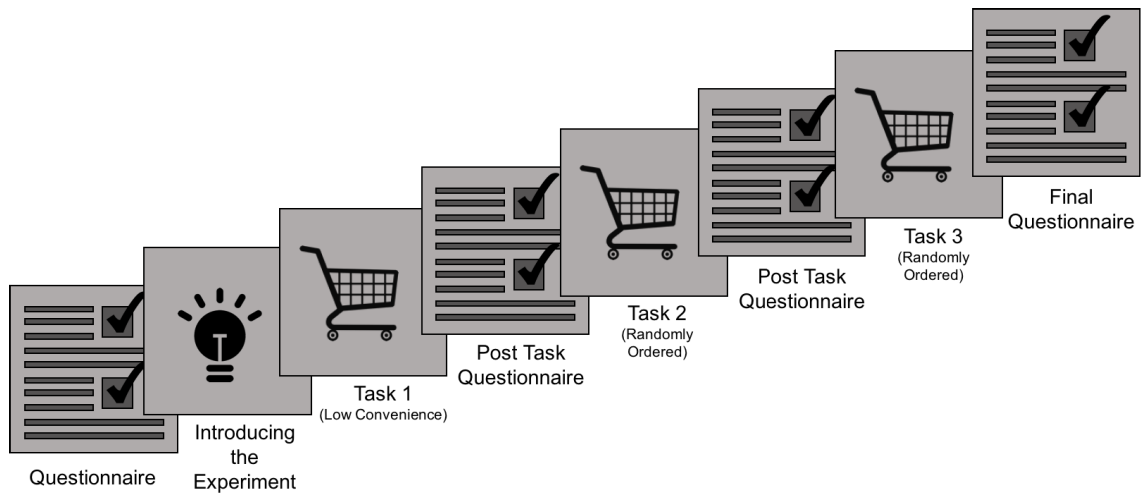 Questionnaire
Introducing
the
Experiment
Task 1
(Low Convenience)
Post Task
Questionnaire
Task 2
(Randomly
Ordered)
Post Task
Questionnaire
Task 3
(Randomly
Ordered)
Final
Questionnaire